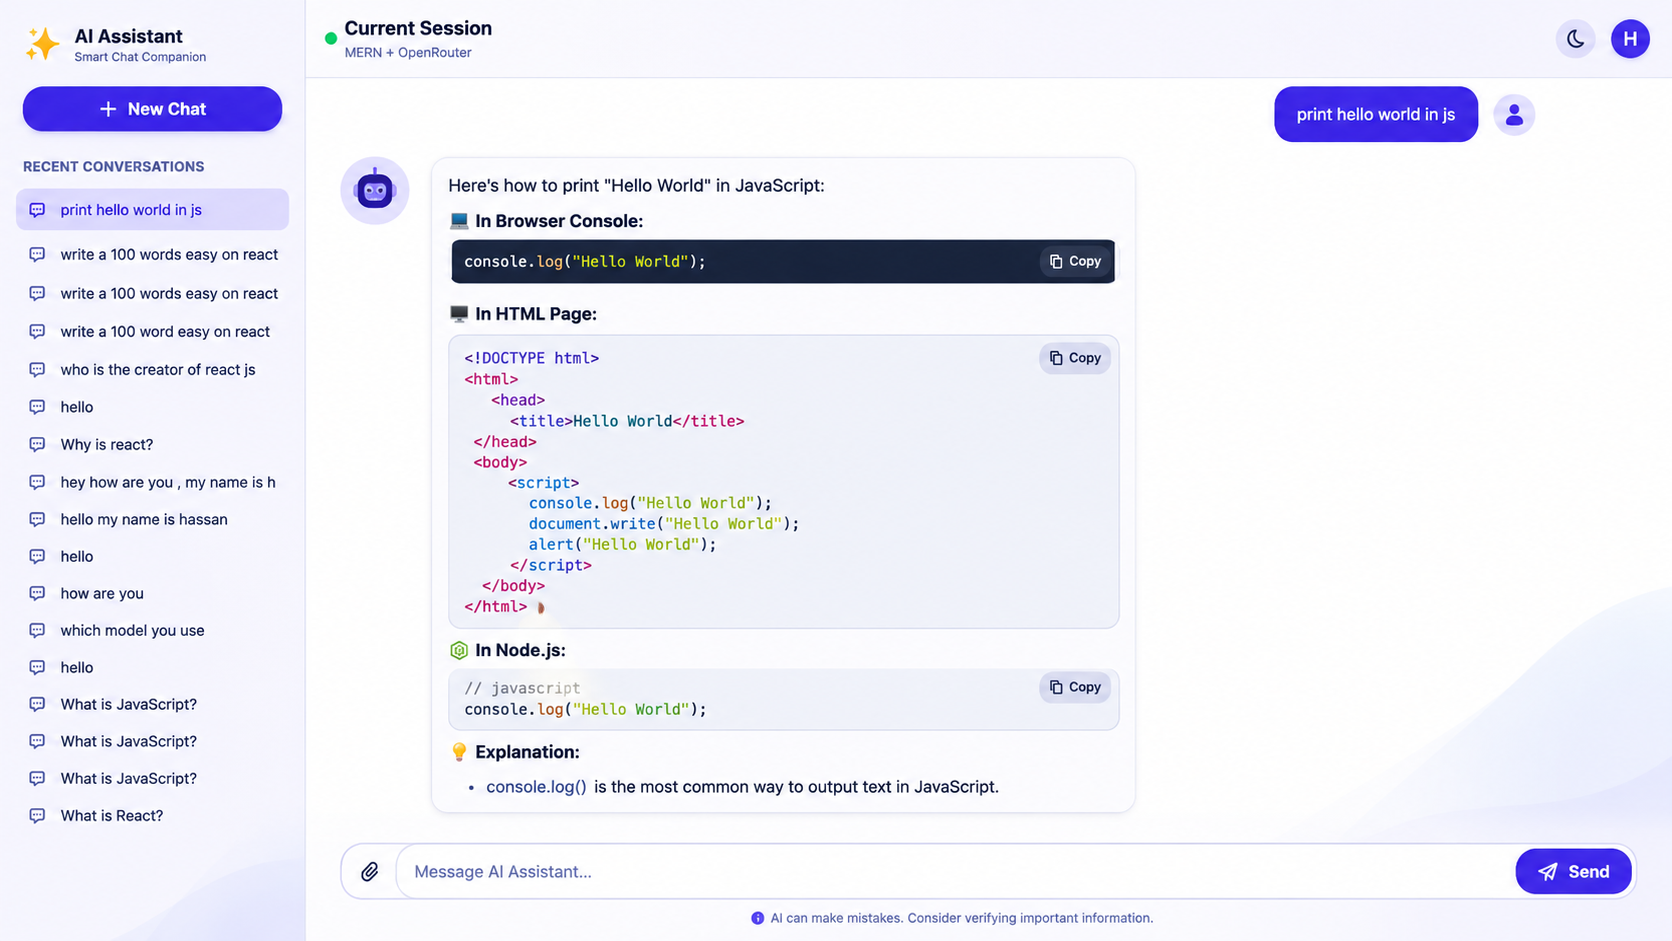 AI Assistant
Smart Chat Companion
New Chat
RECENT CONVERSATIONS
print hello world in js
write a 100 words easy on react
write a 100 words easy on react
write a 100 word easy on react
who is the creator of react js
hello
Why is react?
hey how are you , my name is h
hello my name is hassan
hello
how are you
which model you use
hello
What is JavaScript?
What is JavaScript?
What is JavaScript?
What is React?
Current Session
MERN + OpenRouter
H
print hello world in js
Here's how to print "Hello World" in JavaScript:
In Browser Console:
console.log("Hello World");
Copy
In HTML Page:
Copy
<!DOCTYPE html>
<html>
<head>
<title>Hello World</title>
</head>
<body>
<script>
console.log("Hello World");
document.write("Hello World");
alert("Hello World");
</script>
</body>
</html>
In Node.js:
Copy
// javascript
console.log("Hello World");
Explanation:
• console.log() is the most common way to output text in JavaScript.
Message AI Assistant...
Send
AI can make mistakes. Consider verifying important information.